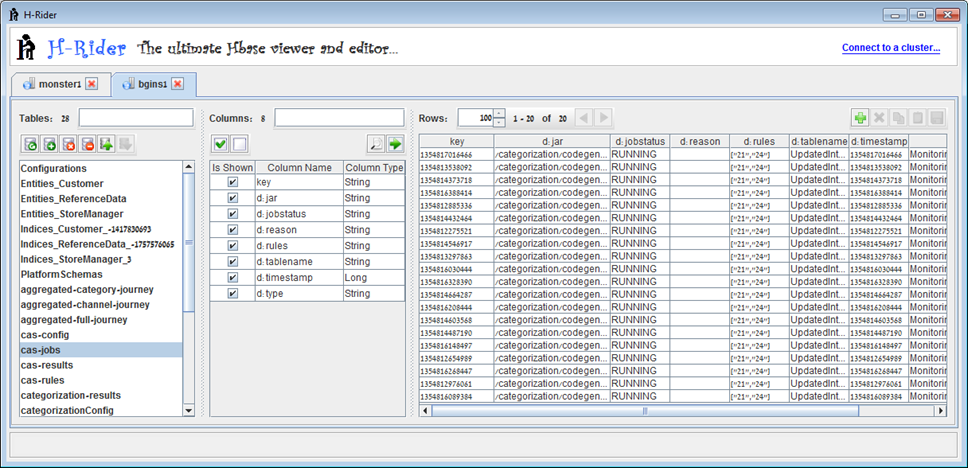 H-Rider
H-Rider The ultimate Hbase viewer and editor... Connect to a cluster...
monster1 bgins1
Tables: 28 Columns: 8 Rows: 100 1 - 20 of 20
Configurations
Entities_Customer
Entities_ReferenceData
Entities_StoreManager
Indices_Customer_-1417830693
Indices_ReferenceData_-1757576065
Indices_StoreManager_3
PlatformSchemas
aggregated-category-journey
aggregated-channel-journey
aggregated-full-journey
cas-config
cas-jobs
cas-results
cas-rules
categorization-results
categorizationConfig
Is Shown Column Name Column Type
key String
d:jar String
d:jobstatus String
d:reason String
d:rules String
d:tablename String
d:timestamp Long
d:type String
key d:jar d:jobstatus d:reason d:rules d:tablename d:timestamp
1354817016466 /categorization/codegen... RUNNING ["21","24"] UpdatedInt... 1354817016466 Monitorin
1354813538092 /categorization/codegen... RUNNING ["21","24"] UpdatedInt... 1354813538092 Monitorin
1354814373718 /categorization/codegen... RUNNING ["21","24"] UpdatedInt... 1354814373718 Monitorin
1354816388414 /categorization/codegen... RUNNING ["21","24"] UpdatedInt... 1354816388414 Monitorin
1354812885336 /categorization/codegen... RUNNING ["21","24"] UpdatedInt... 1354812885336 Monitorin
1354814432464 /categorization/codegen... RUNNING ["21","24"] UpdatedInt... 1354814432464 Monitorin
1354812275521 /categorization/codegen... RUNNING ["21","24"] UpdatedInt... 1354812275521 Monitorin
1354814546917 /categorization/codegen... RUNNING ["21","24"] UpdatedInt... 1354814546917 Monitorin
1354813297863 /categorization/codegen... RUNNING ["21","24"] UpdatedInt... 1354813297863 Monitorin
1354816030444 /categorization/codegen... RUNNING ["21","24"] UpdatedInt... 1354816030444 Monitorin
1354816328390 /categorization/codegen... RUNNING ["21","24"] UpdatedInt... 1354816328390 Monitorin
1354814664287 /categorization/codegen... RUNNING ["21","24"] UpdatedInt... 1354814664287 Monitorin
1354816208444 /categorization/codegen... RUNNING ["21","24"] UpdatedInt... 1354816208444 Monitorin
1354814603568 /categorization/codegen... RUNNING ["21","24"] UpdatedInt... 1354814603568 Monitorin
1354814487190 /categorization/codegen... RUNNING ["21","24"] UpdatedInt... 1354814487190 Monitorin
1354816148497 /categorization/codegen... RUNNING ["21","24"] UpdatedInt... 1354816148497 Monitorin
1354812654989 /categorization/codegen... RUNNING ["21","24"] UpdatedInt... 1354812654989 Monitorin
1354816268447 /categorization/codegen... RUNNING ["21","24"] UpdatedInt... 1354816268447 Monitorin
1354812976061 /categorization/codegen... RUNNING ["21","24"] UpdatedInt... 1354812976061 Monitorin
1354816089384 /categorization/codegen... RUNNING ["21","24"] UpdatedInt... 1354816089384 Monitorin